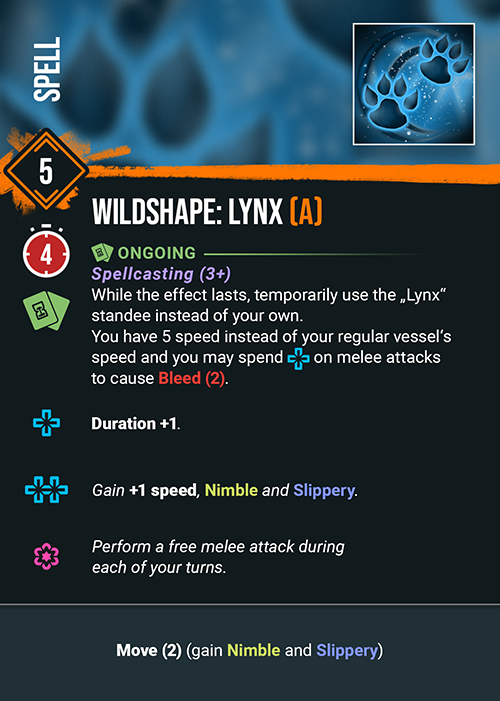 SPELL
5
WILDSHAPE: LYNX (A)
4
ONGOING
Spellcasting (3+)
While the effect lasts, temporarily use the „Lynx“
standee instead of your own.
You have 5 speed instead of your regular vessel‘s
speed and you may spend on melee attacks
to cause Bleed (2).
Duration +1.
Gain +1 speed, Nimble and Slippery.
Perform a free melee attack during
each of your turns.
Move (2) (gain Nimble and Slippery)